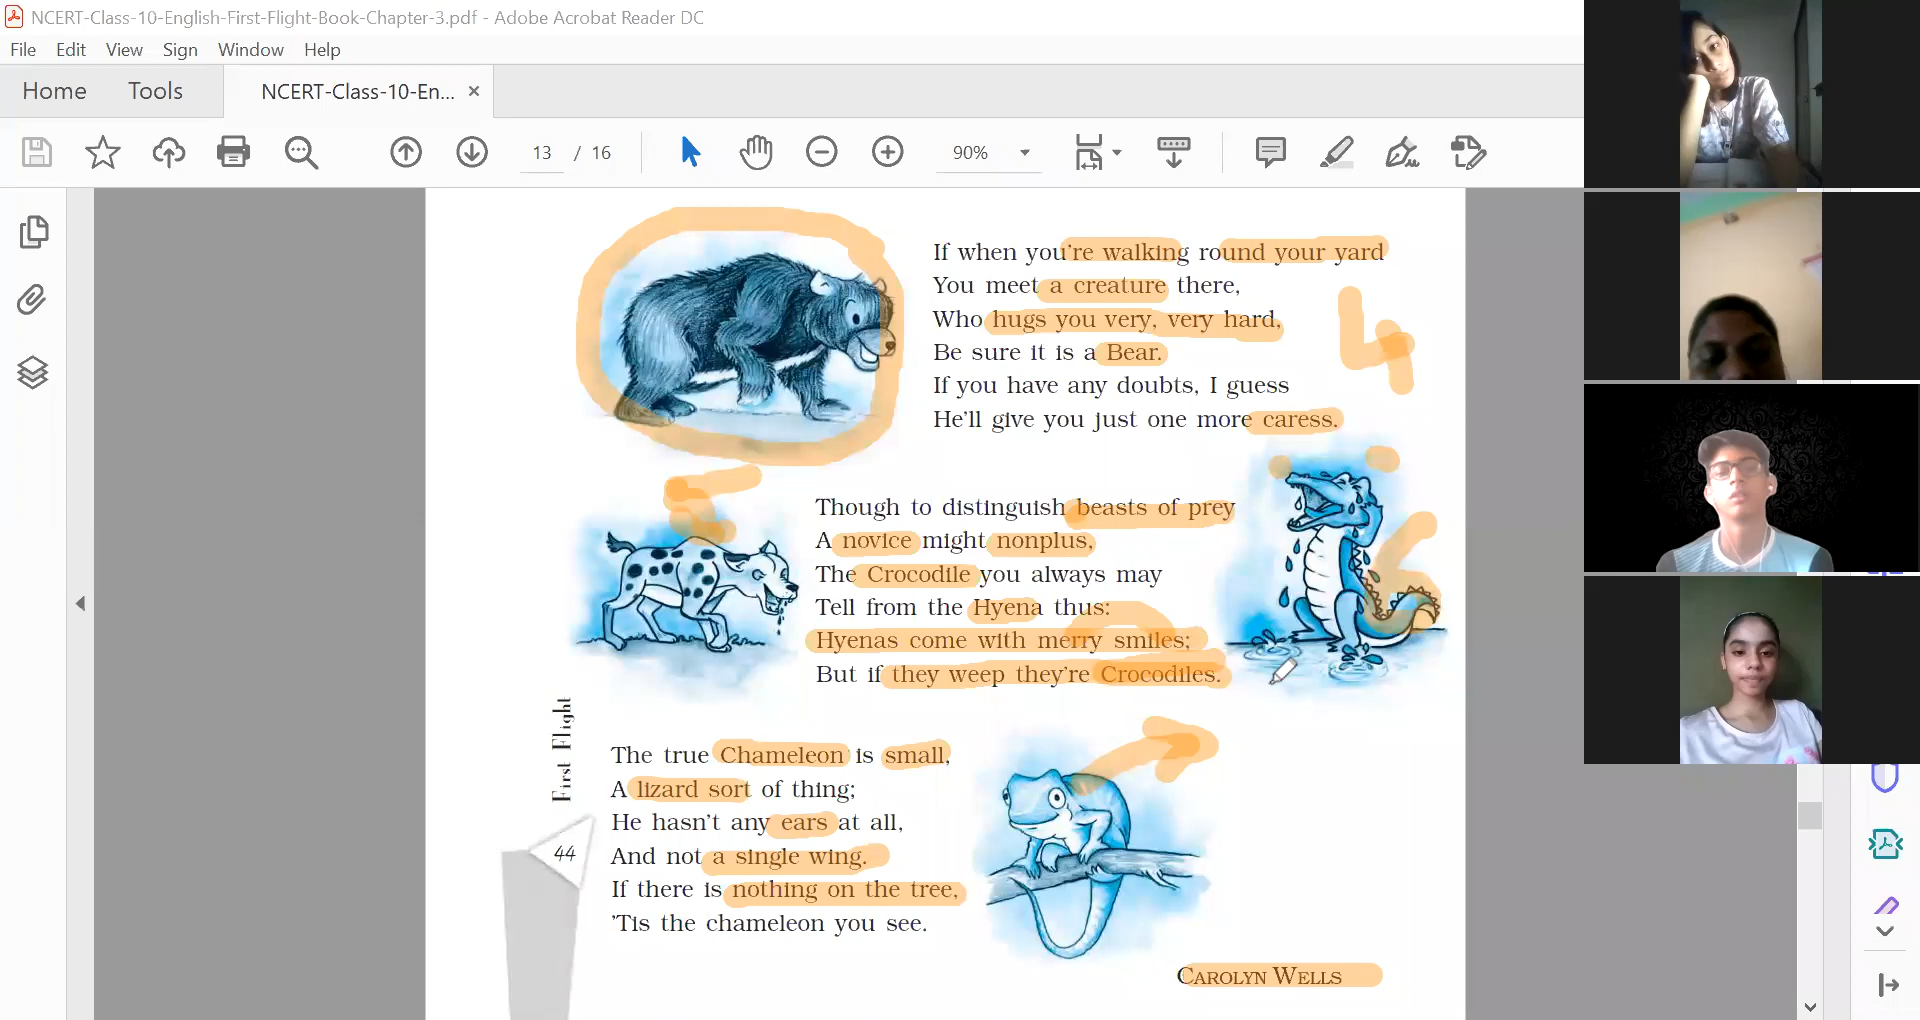 NCERT-Class-10-English-First-Flight-Book-Chapter-3.pdf - Adobe Acrobat Reader DC
File Edit View Sign Window Help
Home Tools NCERT-Class-10-En... ×
13 / 16 90%
If when you're walking round your yard
You meet a creature there,
Who hugs you very, very hard,
Be sure it is a Bear.
If you have any doubts, I guess
He'll give you just one more caress.
4
5
Though to distinguish beasts of prey
A novice might nonplus,
The Crocodile you always may
Tell from the Hyena thus:
Hyenas come with merry smiles;
But if they weep they're Crocodiles.
6
First Flight
44
The true Chameleon is small,
A lizard sort of thing;
He hasn't any ears at all,
And not a single wing.
If there is nothing on the tree,
'Tis the chameleon you see.
CAROLYN WELLS